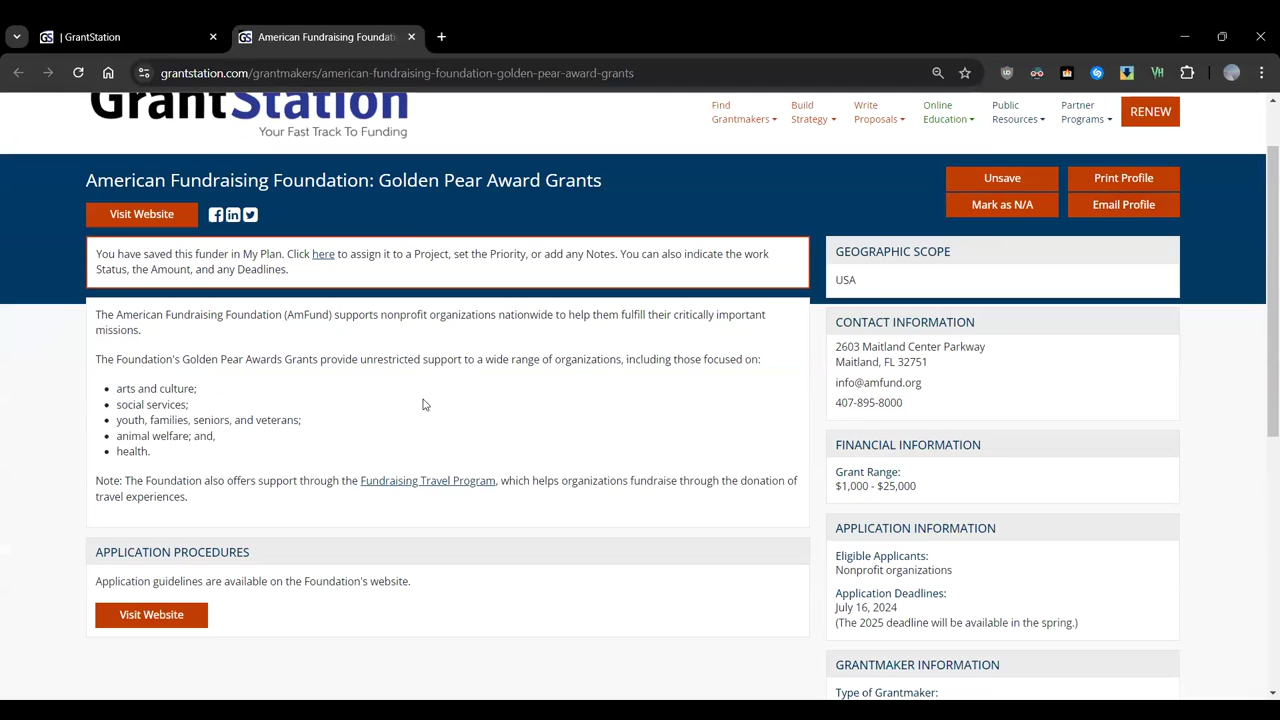 | GrantStation
American Fundraising Foundati
grantstation.com/grantmakers/american-fundraising-foundation-golden-pear-award-grants
GrantStation
Your Fast Track To Funding
Find
Grantmakers
Build
Strategy
Write
Proposals
Online
Education
Public
Resources
Partner
Programs
RENEW
American Fundraising Foundation: Golden Pear Award Grants
Visit Website
Unsave
Print Profile
Mark as N/A
Email Profile
You have saved this funder in My Plan. Click here to assign it to a Project, set the Priority, or add any Notes. You can also indicate the work
Status, the Amount, and any Deadlines.
The American Fundraising Foundation (AmFund) supports nonprofit organizations nationwide to help them fulfill their critically important
missions.
The Foundation's Golden Pear Awards Grants provide unrestricted support to a wide range of organizations, including those focused on:
• arts and culture;
• social services;
• youth, families, seniors, and veterans;
• animal welfare; and,
• health.
Note: The Foundation also offers support through the Fundraising Travel Program, which helps organizations fundraise through the donation of
travel experiences.
APPLICATION PROCEDURES
Application guidelines are available on the Foundation's website.
Visit Website
GEOGRAPHIC SCOPE
USA
CONTACT INFORMATION
2603 Maitland Center Parkway
Maitland, FL 32751
info@amfund.org
407-895-8000
FINANCIAL INFORMATION
Grant Range:
$1,000 - $25,000
APPLICATION INFORMATION
Eligible Applicants:
Nonprofit organizations
Application Deadlines:
July 16, 2024
(The 2025 deadline will be available in the spring.)
GRANTMAKER INFORMATION
Type of Grantmaker: